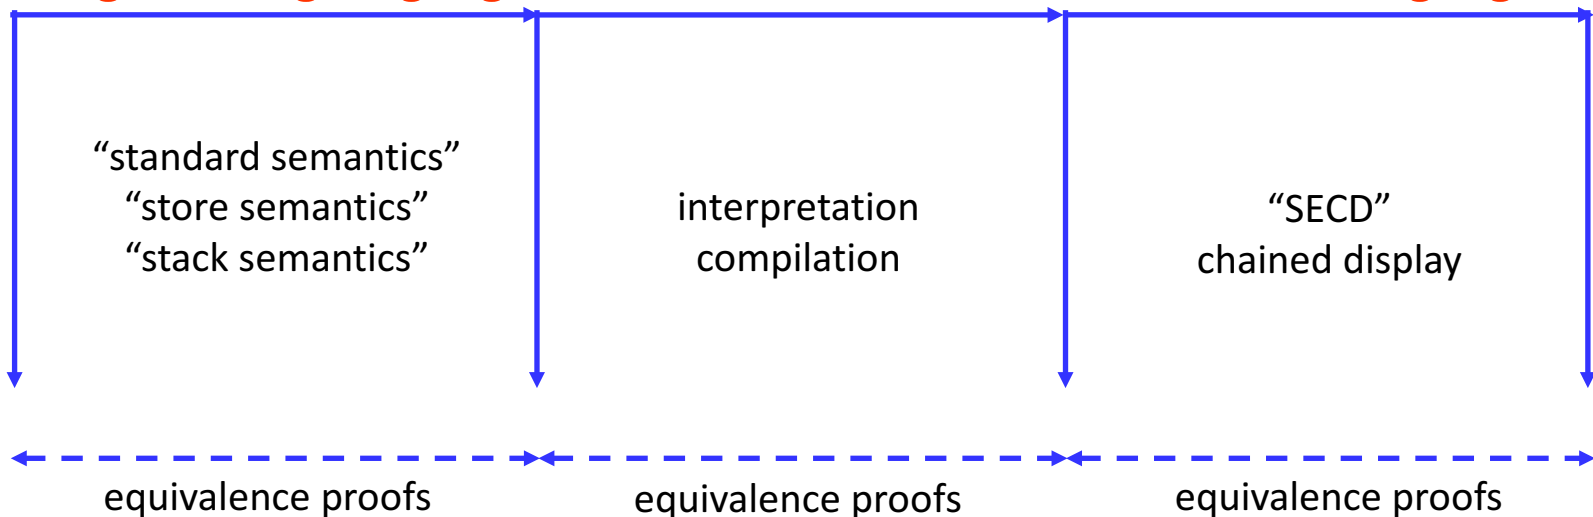 “standard semantics”
“store semantics”
“stack semantics”
interpretation
compilation
“SECD”
chained display
equivalence proofs
equivalence proofs
equivalence proofs